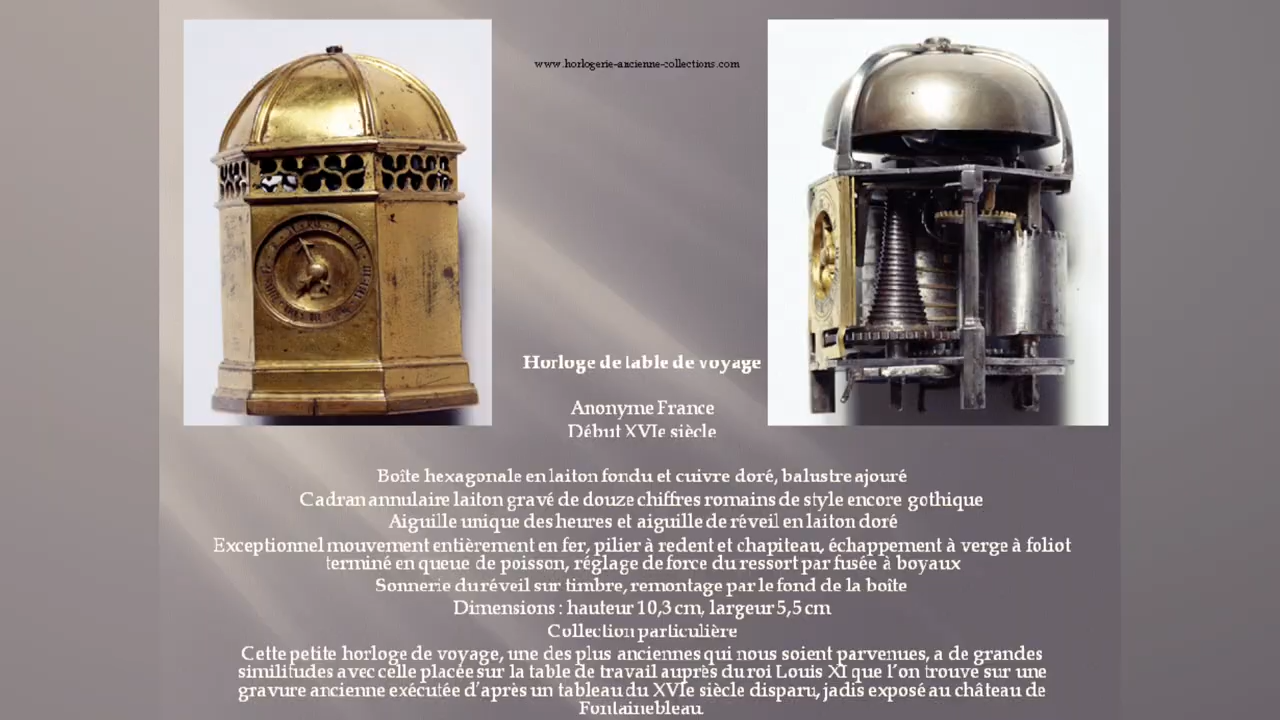 www.horlogerie-ancienne-collections.com
Horloge de table de voyage
Anonyme France
Début XVIe siècle
Boîte hexagonale en laiton fondu et cuivre doré, balustre ajouré
Cadran annulaire laiton gravé de douze chiffres romains de style encore gothique
Aiguille unique des heures et aiguille de réveil en laiton doré
Exceptionnel mouvement entièrement en fer, pilier à redent et chapiteau, échappement à verge à foliot
terminé en queue de poisson, réglage de force du ressort par fusée à boyaux
Sonnerie du réveil sur timbre, remontage par le fond de la boîte
Dimensions : hauteur 10,3 cm, largeur 5,5 cm
Collection particulière
Cette petite horloge de voyage, une des plus anciennes qui nous soient parvenues, a de grandes
similitudes avec celle placée sur la table de travail auprès du roi Louis XI que l'on trouve sur une
gravure ancienne exécutée d'après un tableau du XVIe siècle disparu, jadis exposé au château de
Fontainebleau.